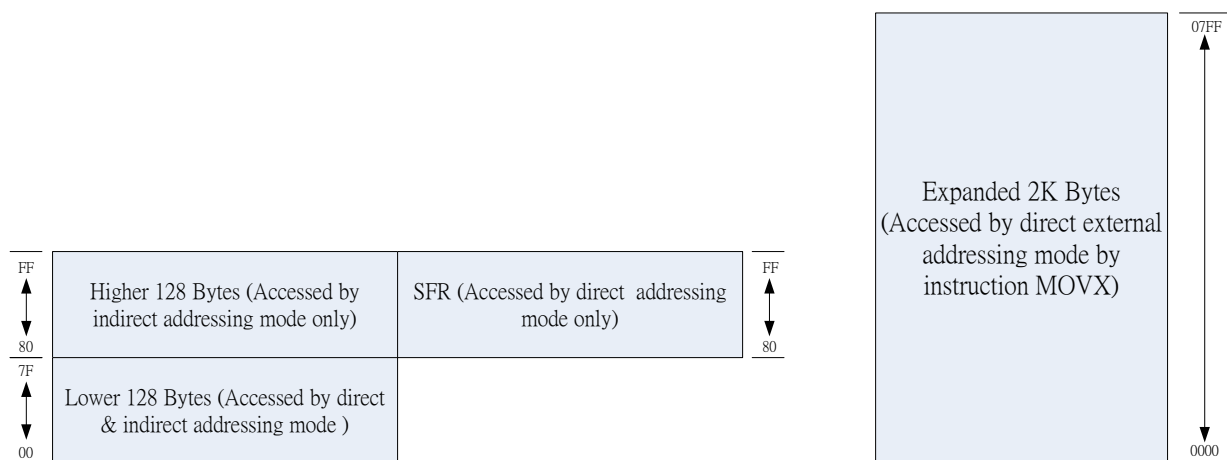 07FF
Expanded 2K Bytes
(Accessed by direct external
addressing mode by
instruction MOVX)
0000
FF
80
7F
00
Higher 128 Bytes (Accessed by
indirect addressing mode only)
SFR (Accessed by direct addressing
mode only)
FF
80
Lower 128 Bytes (Accessed by direct
& indirect addressing mode )